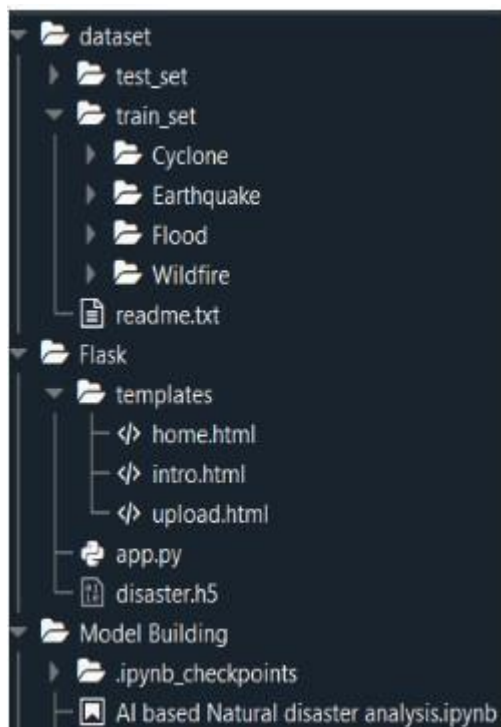 dataset
test_set
train_set
Cyclone
Earthquake
Flood
Wildfire
readme.txt
Flask
templates
home.html
intro.html
upload.html
app.py
disaster.h5
Model Building
.ipynb_checkpoints
AI based Natural disaster analysis.ipynb